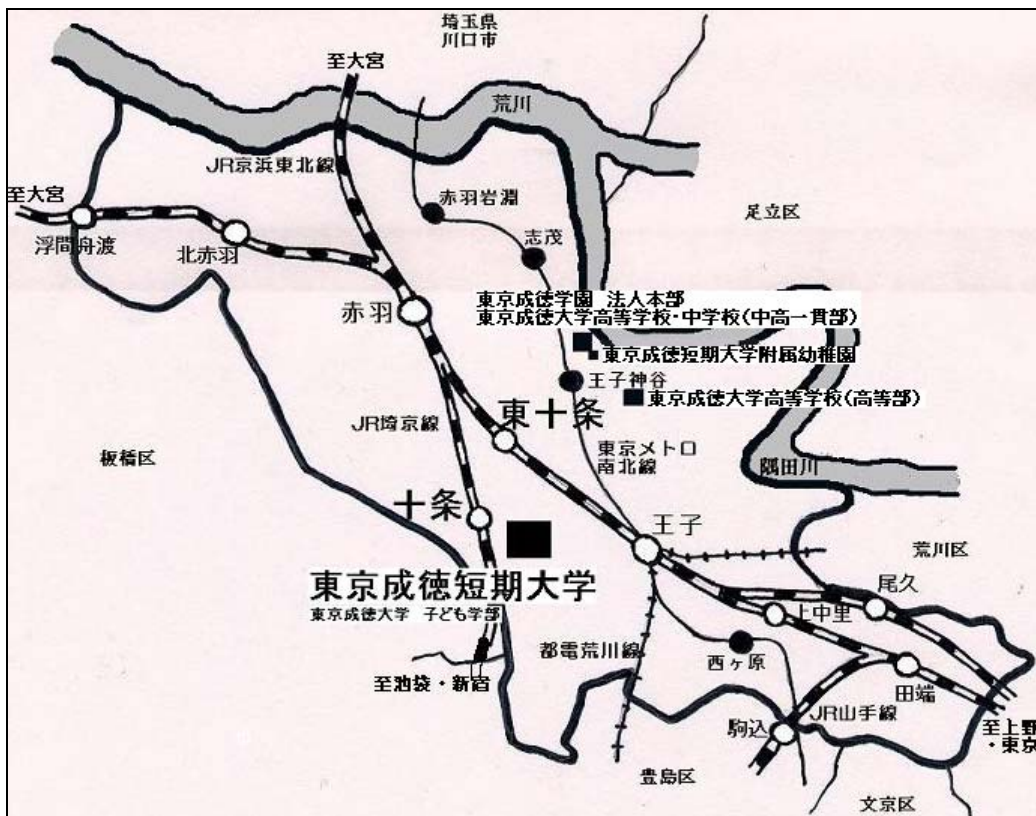 埼玉県
川口市
至大宮
荒川
JR京浜東北線
至大宮
赤羽岩淵
足立区
浮間舟渡
北赤羽
志茂
東京成徳学園 法人本部
東京成徳大学高等学校・中学校(中高一貫部)
赤羽
東京成徳短期大学附属幼稚園
王子神谷
東京成徳大学高等学校(高等部)
JR埼京線
東十条
東京メトロ
南北線
板橋区
隅田川
十条
王子
荒川区
東京成徳短期大学
東京成徳大学 子ども学部
尾久
上中里
都電荒川線
西ヶ原
至池袋・新宿
田端
駒込
JR山手線
至上野
・東京
豊島区
文京区